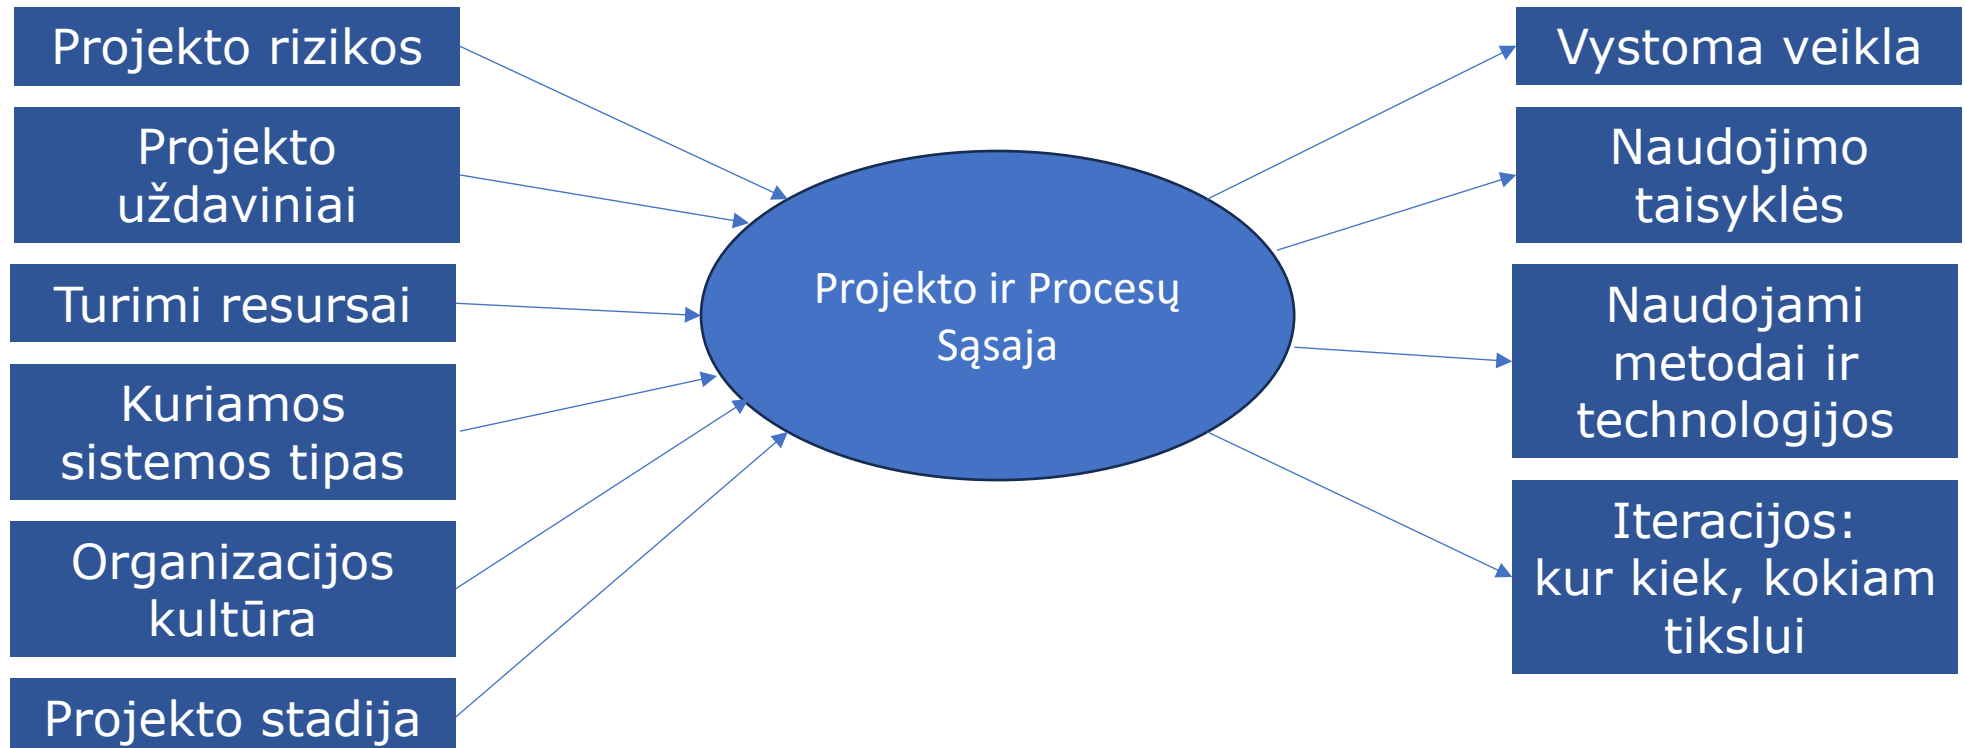 Projekto rizikos
Projekto
uždaviniai
Turimi resursai
Kuriamos
sistemos tipas
Organizacijos
kultūra
Projekto stadija
Projekto ir Procesų
Sąsaja
Vystoma veikla
Naudojimo
taisyklės
Naudojami
metodai ir
technologijos
Iteracijos:
kur kiek, kokiam
tikslui